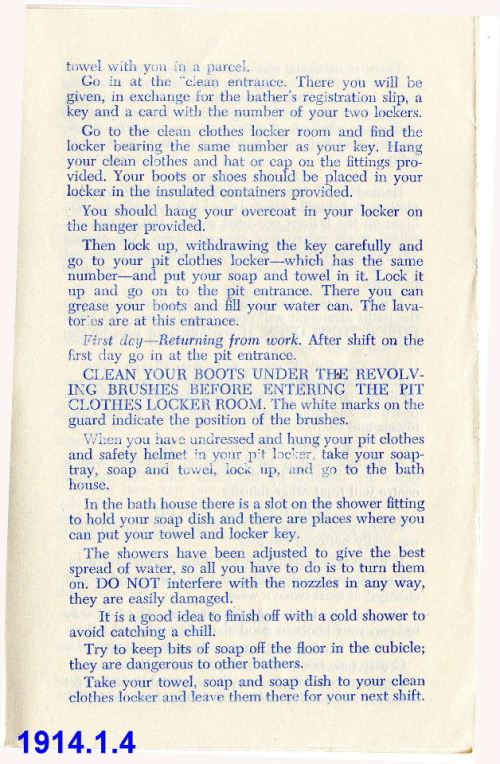 towel with you in a parcel.
Go in at the "clean entrance. There you will be
given, in exchange for the bather's registration slip, a
key and a card with the number of your two lockers.
Go to the clean clothes locker room and find the
locker bearing the same number as your key. Hang
your clean clothes and hat or cap on the fittings pro-
vided. Your boots or shoes should be placed in your
locker in the insulated containers provided.
You should hang your overcoat in your locker on
the hanger provided.
Then lock up, withdrawing the key carefully and
go to your pit clothes locker—which has the same
number—and put your soap and towel in it. Lock it
up and go on to the pit entrance. There you can
grease your boots and fill your water can. The lava-
tories are at this entrance.
First day—Returning from work. After shift on the
first day go in at the pit entrance.
CLEAN YOUR BOOTS UNDER THE REVOLV-
ING BRUSHES BEFORE ENTERING THE PIT
CLOTHES LOCKER ROOM. The white marks on the
guard indicate the position of the brushes.
When you have undressed and hung your pit clothes
and safety helmet in your pit locker, take your soap-
tray, soap and towel, lock up, and go to the bath
house.
In the bath house there is a slot on the shower fitting
to hold your soap dish and there are places where you
can put your towel and locker key.
The showers have been adjusted to give the best
spread of water, so all you have to do is to turn them
on. DO NOT interfere with the nozzles in any way,
they are easily damaged.
It is a good idea to finish off with a cold shower to
avoid catching a chill.
Try to keep bits of soap off the floor in the cubicle;
they are dangerous to other bathers.
Take your towel, soap and soap dish to your clean
clothes locker and leave them there for your next shift.
1914.1.4